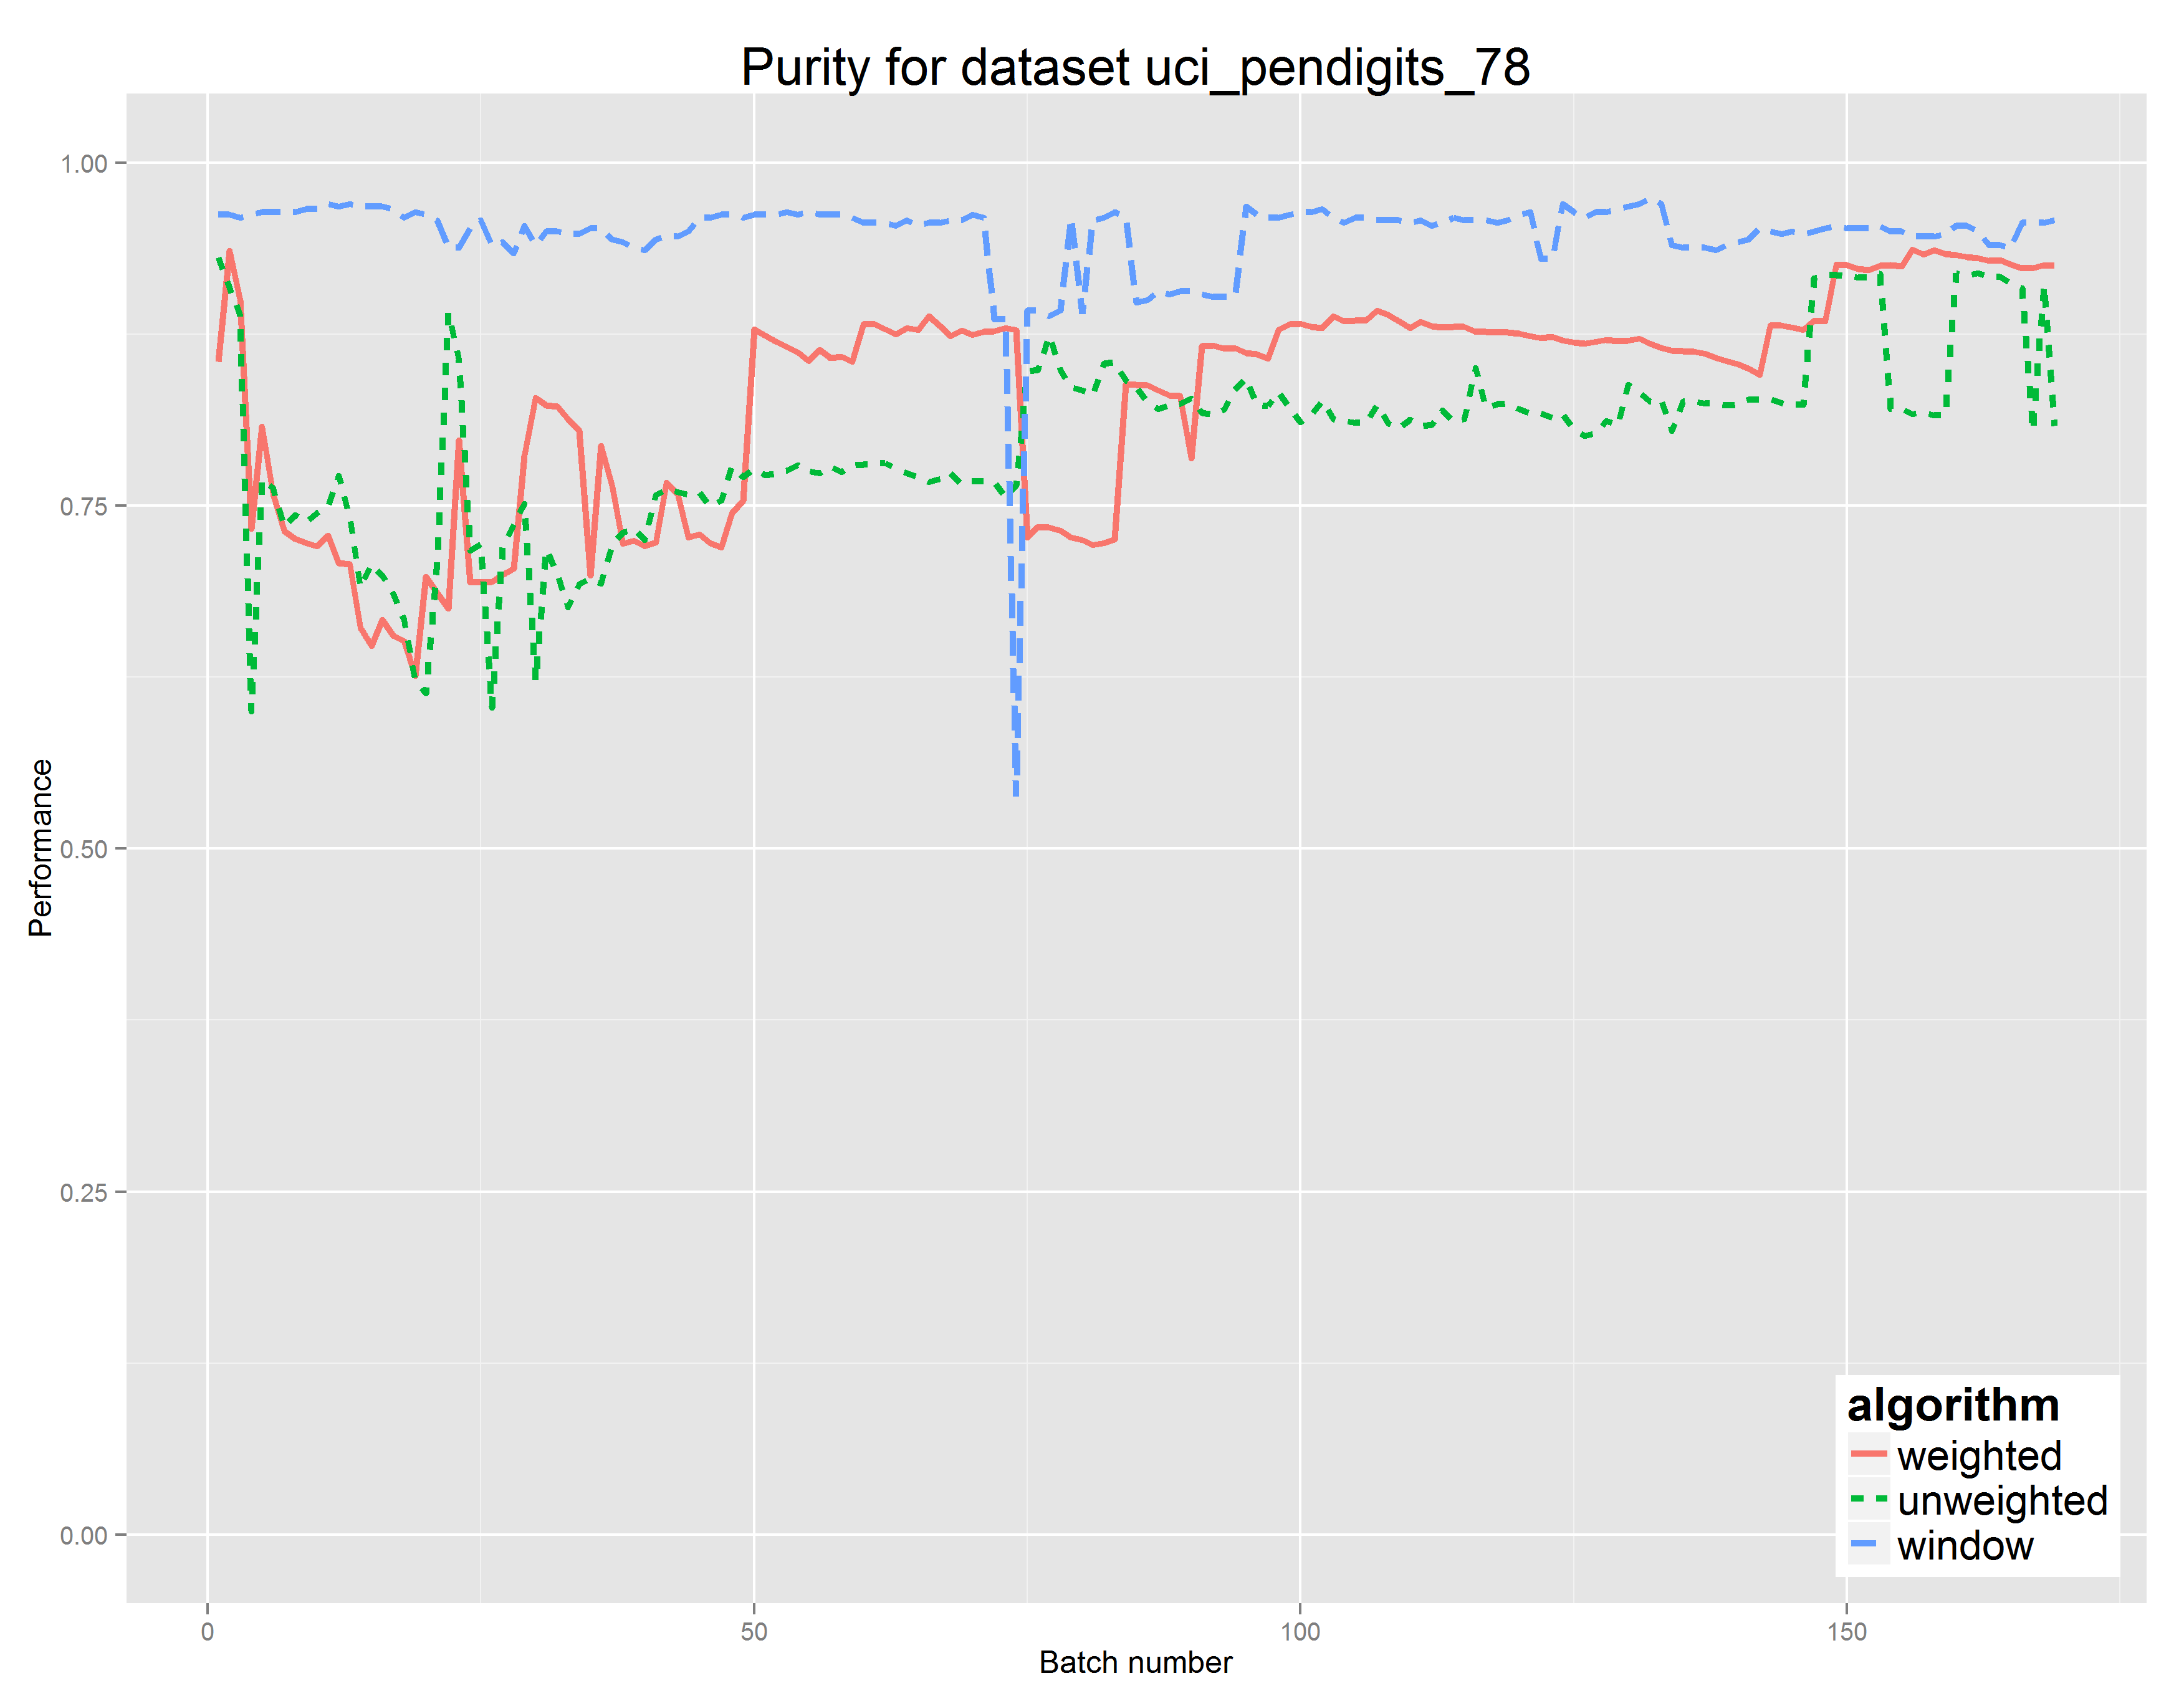 Purity for dataset uci_pendigits_78
1.00
0.75
0.50
0.25
0.00
Performance
0
50
100
150
Batch number
algorithm
weighted
unweighted
window